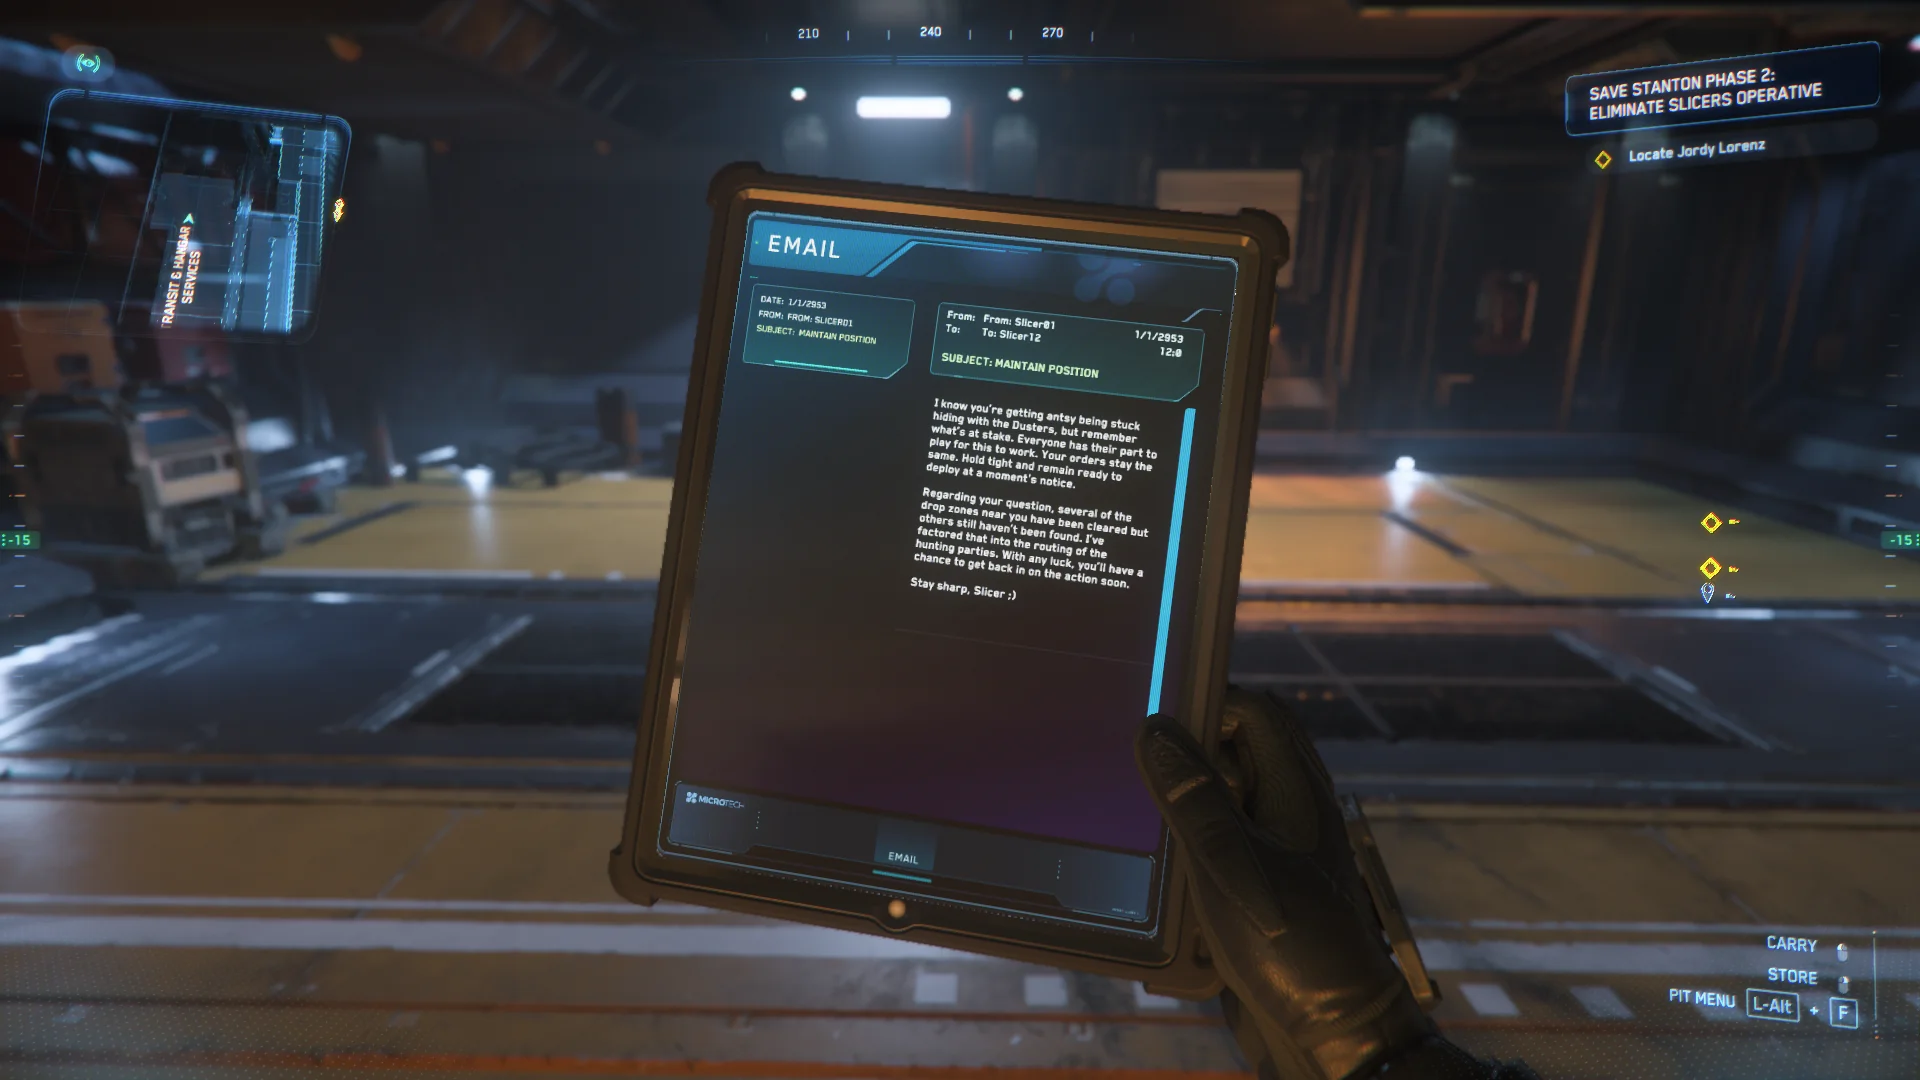 210
240
270
SAVE STANTON PHASE 2:
ELIMINATE SLICERS OPERATIVE
Locate Jordy Lorenz
TRANSIT & HANGAR
SERVICES
EMAIL
DATE: 1/1/2953
FROM: FROM: SLICER01
SUBJECT: MAINTAIN POSITION
From: From: Slicer01
To: To: Slicer12
1/1/2953
12:0
SUBJECT: MAINTAIN POSITION
I know you're getting antsy being stuck
hiding with the Dusters, but remember
what's at stake. Everyone has their part to
play for this to work. Your orders stay the
same. Hold tight and remain ready to
deploy at a moment's notice.
Regarding your question, several of the
drop zones near you have been cleared but
others still haven't been found. I've
factored that into the routing of the
hunting parties. With any luck, you'll have a
chance to get back in on the action soon.
Stay sharp, Slicer ;)
-15
-15
MICROTECH
EMAIL
CARRY
STORE
PIT MENU L-Alt + F